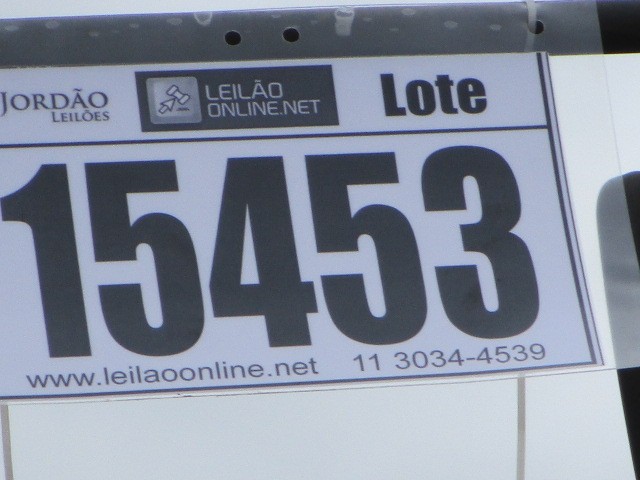 JORDÃO
LEILÕES
LEILÃO
ONLINE.NET
Lote
15453
www.leilaoonline.net 11 3034-4539